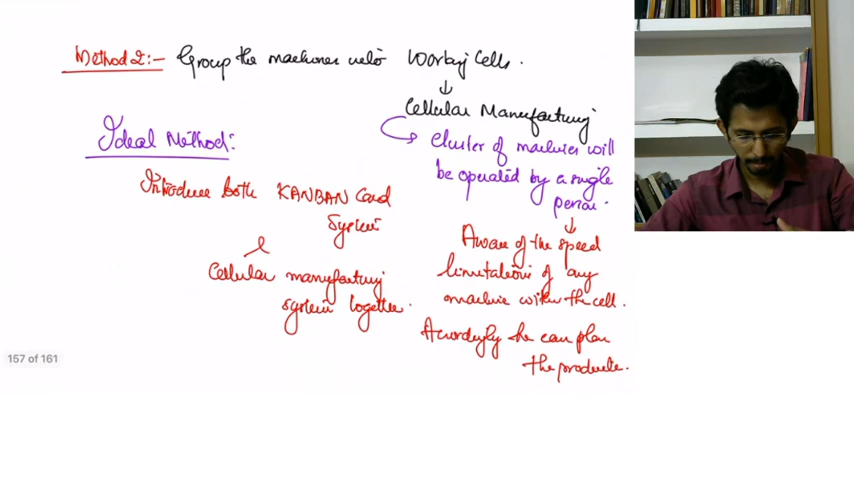 Method 2:- Group the machines into Working Cells.
↓
Cellular Manufacturing
Ideal Method:
Introduce both KANBAN Card
System
&
Cellular manufacturing
system together.
Cluster of machines will
be operated by a single
person.
↓
Aware of the speed
limitations of any
machine within the cell.
Accordingly he can plan
the
157 of 161